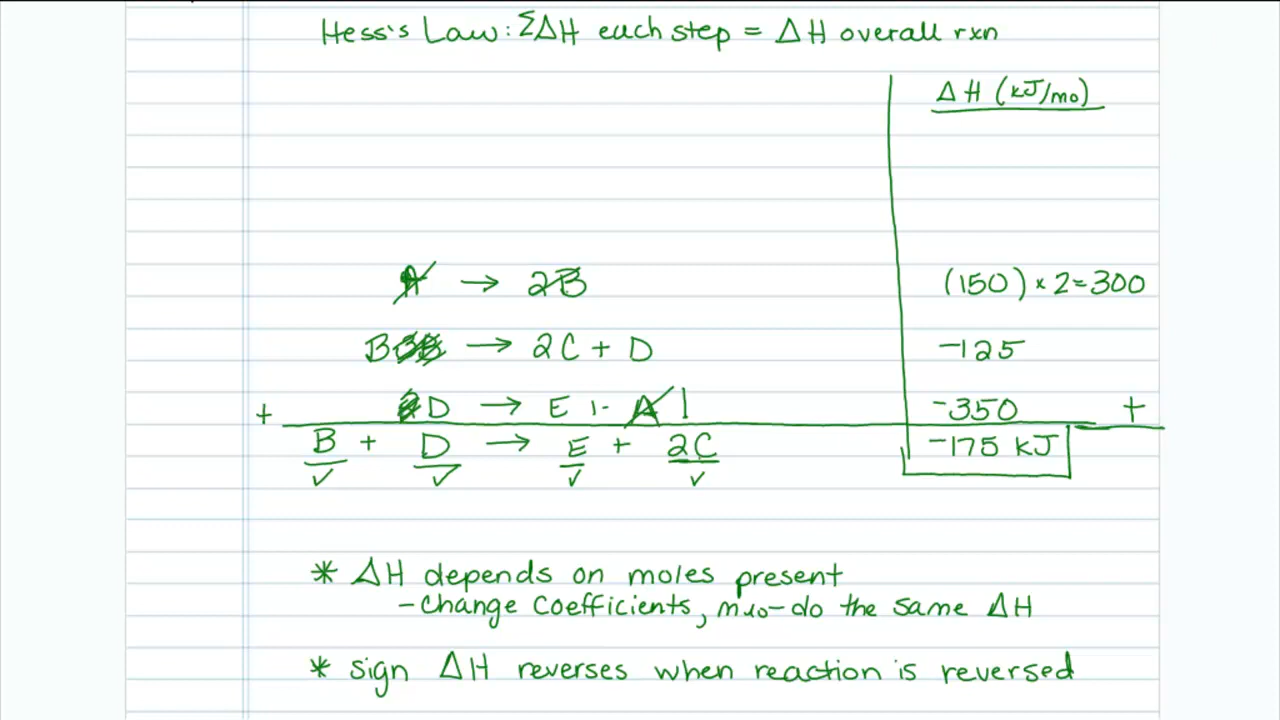 Hess's Law: ΣΔH each step = ΔH overall rxn
ΔH (kJ/mo)
A → 2B (150) × 2 = 300
B 3B → 2C + D -125
+ 2D → E + A -350 +
B + D → E + 2C -175 kJ
✓ ✓ ✓ ✓
* ΔH depends on moles present
- change coefficients, do the same ΔH
* sign ΔH reverses when reaction is reversed